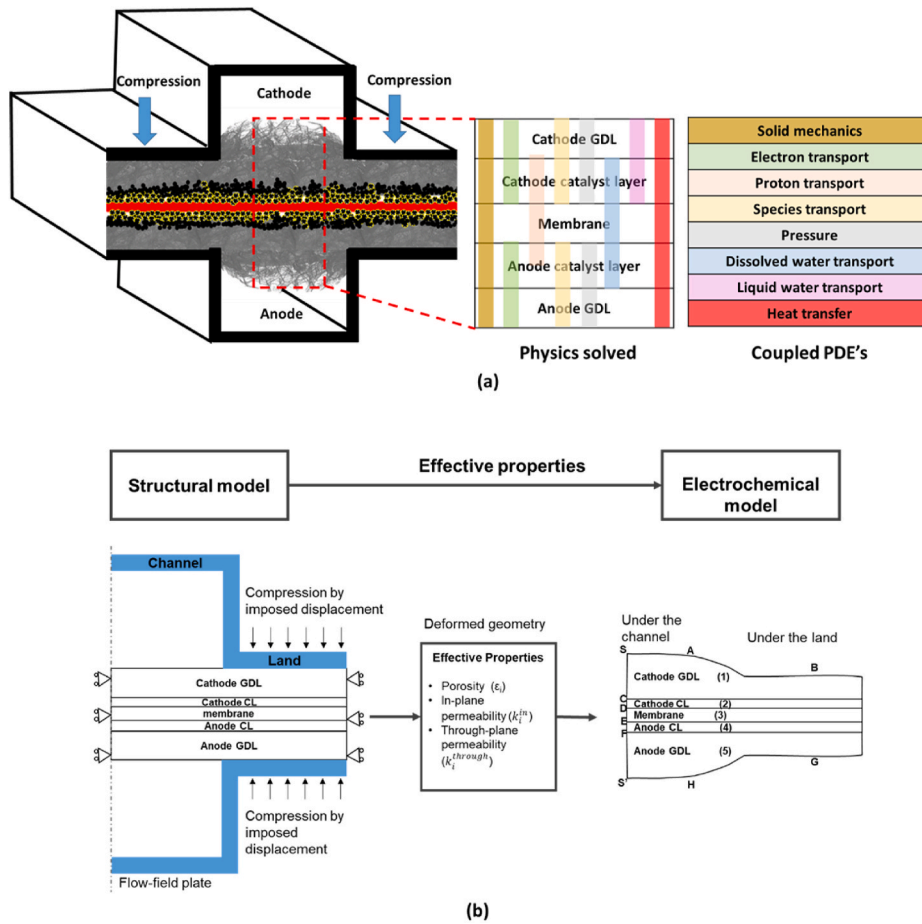 Compression
Compression
Cathode
Anode
Cathode GDL
Cathode catalyst layer
Membrane
Anode catalyst layer
Anode GDL
Physics solved
Solid mechanics
Electron transport
Proton transport
Species transport
Pressure
Dissolved water transport
Liquid water transport
Heat transfer
Coupled PDE's
(a)
Structural model
Effective properties
Electrochemical
model
Channel
Compression by
imposed displacement
Land
Cathode GDL
Cathode CL
membrane
Anode CL
Anode GDL
Compression by
imposed
displacement
Flow-field plate
Deformed geometry
Effective Properties
• Porosity (εᵢ)
• In-plane
permeability (kᵢⁱⁿ)
• Through-plane
permeability
(kᵢᵗʰʳᵒᵘᵍʰ)
Under the
channel
Under the land
S
A
B
Cathode GDL (1)
C
Cathode CL (2)
D
Membrane (3)
E
Anode CL (4)
F
Anode GDL (5)
G
S'
H
(b)